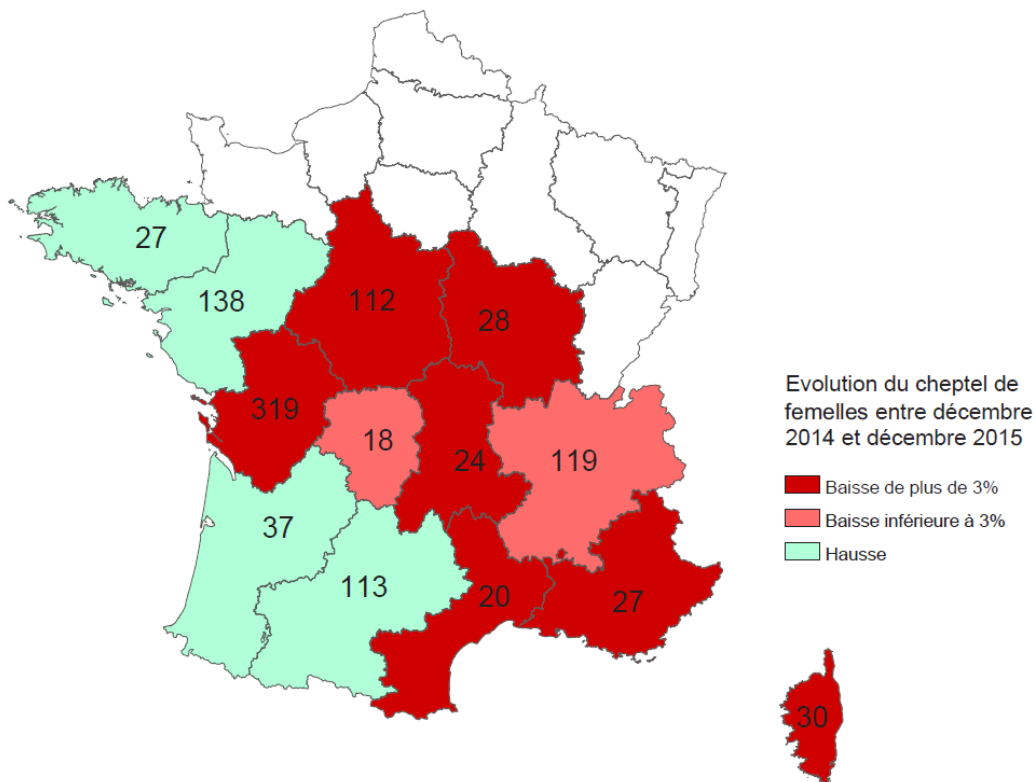 27
138
112
28
319
18
24
119
37
113
20
27
30
Evolution du cheptel de
femelles entre décembre
2014 et décembre 2015
Baisse de plus de 3%
Baisse inférieure à 3%
Hausse